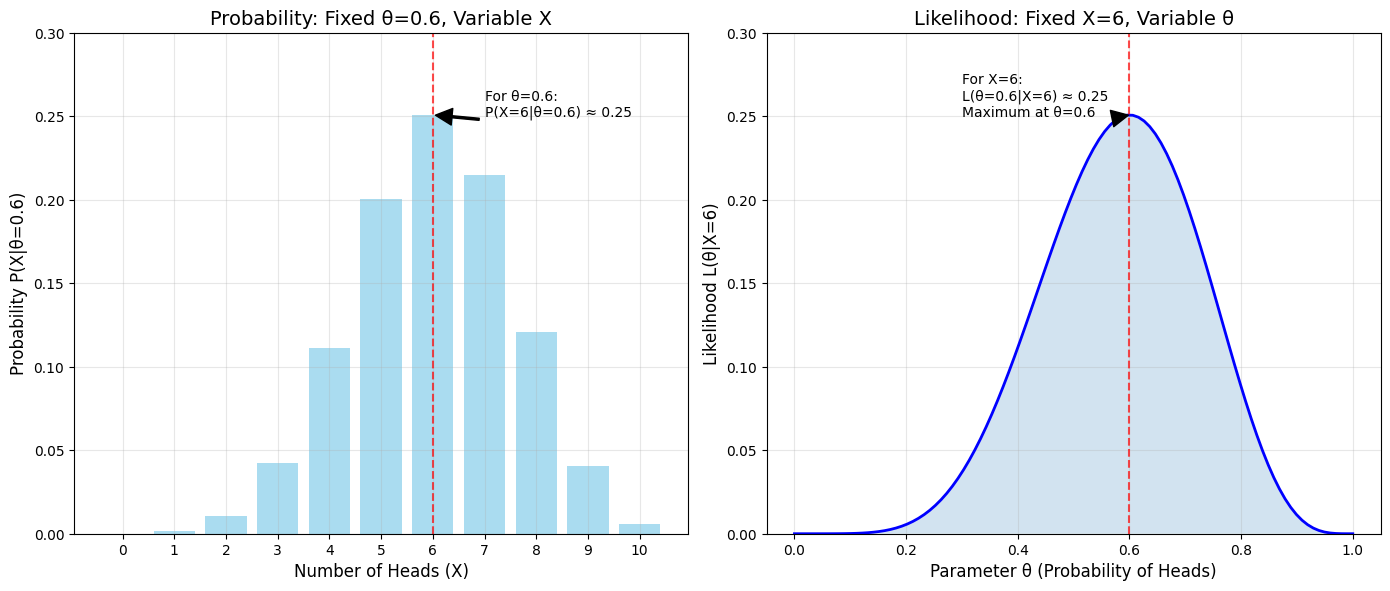 Probability: Fixed θ=0.6, Variable X
0.30
0.25
0.20
0.15
0.10
0.05
0.00
Probability P(X|θ=0.6)
For θ=0.6:
P(X=6|θ=0.6) ≈ 0.25
0 1 2 3 4 5 6 7 8 9 10
Number of Heads (X)
Likelihood: Fixed X=6, Variable θ
0.30
0.25
0.20
0.15
0.10
0.05
0.00
Likelihood L(θ|X=6)
For X=6:
L(θ=0.6|X=6) ≈ 0.25
Maximum at θ=0.6
0.0 0.2 0.4 0.6 0.8 1.0
Parameter θ (Probability of Heads)